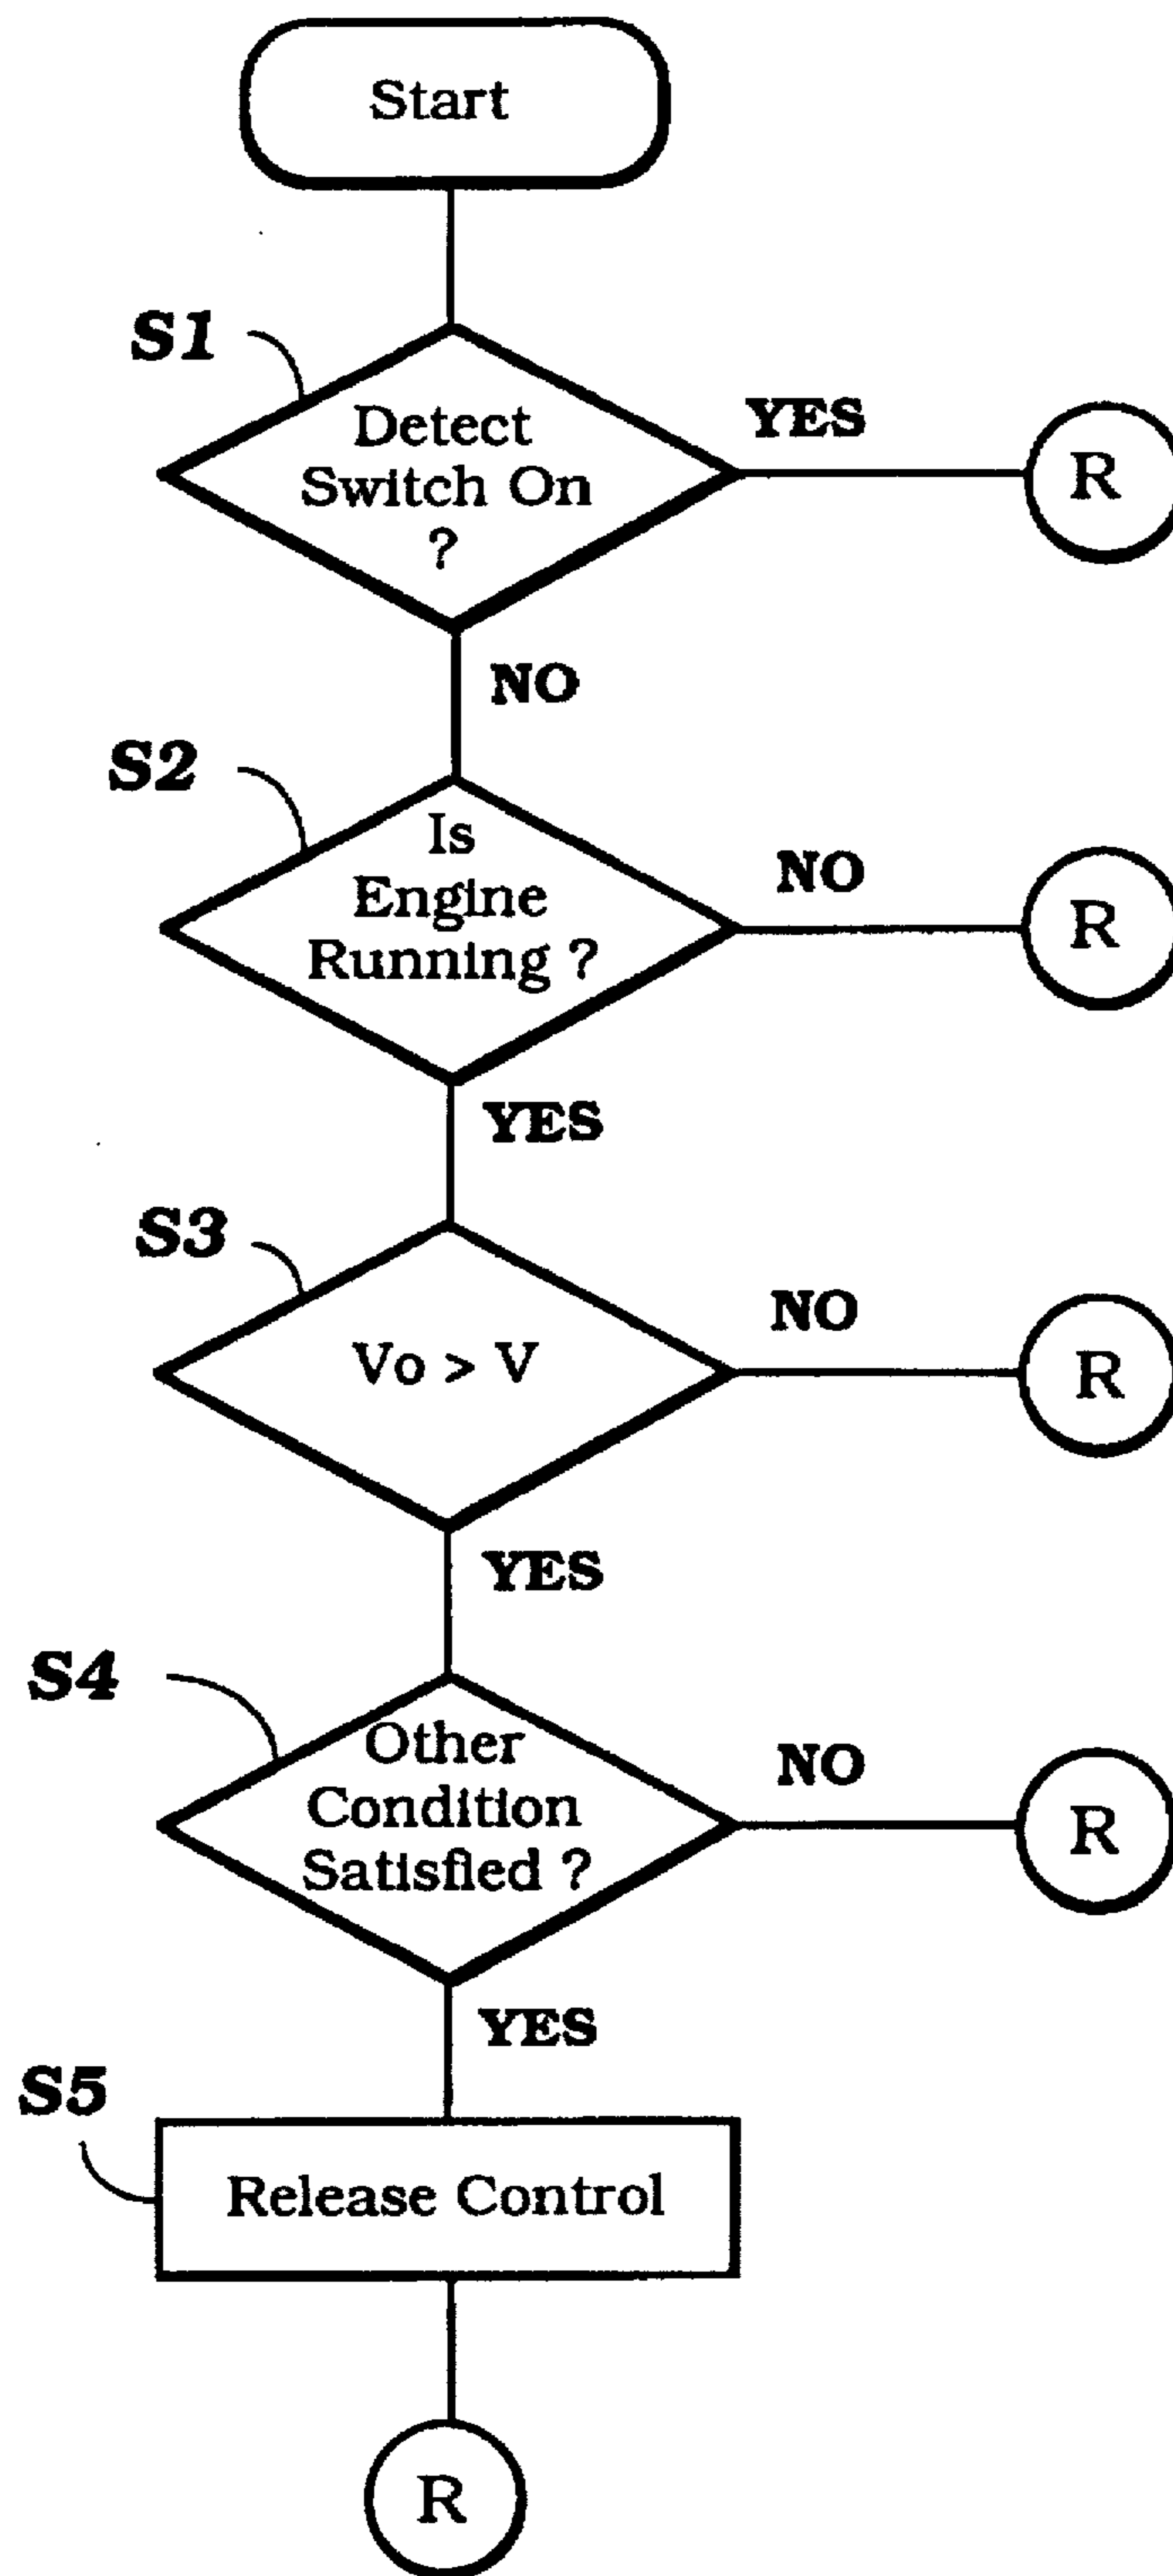 Start
S1
Detect
Switch On
?
YES
R
NO
S2
Is
Engine
Running ?
NO
R
YES
S3
Vo > V
NO
R
YES
S4
Other
Condition
Satisfied ?
NO
R
YES
S5
Release Control
R